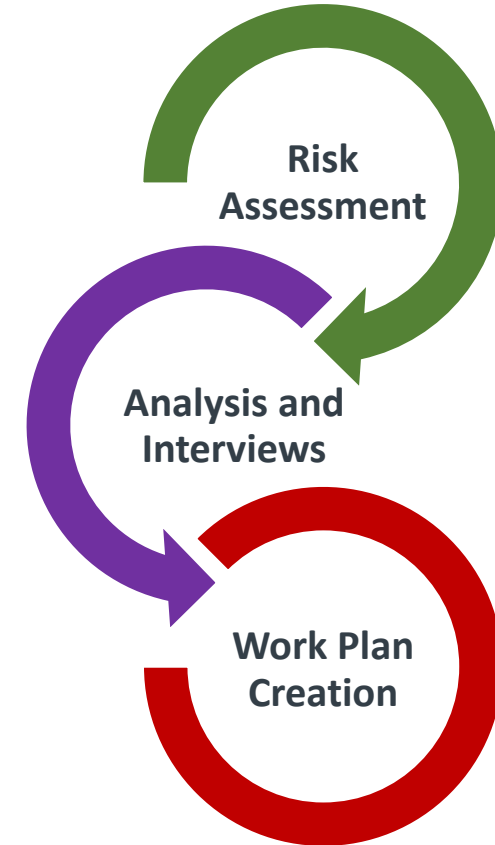 Risk
Assessment
Analysis and
Interviews
Work Plan
Creation